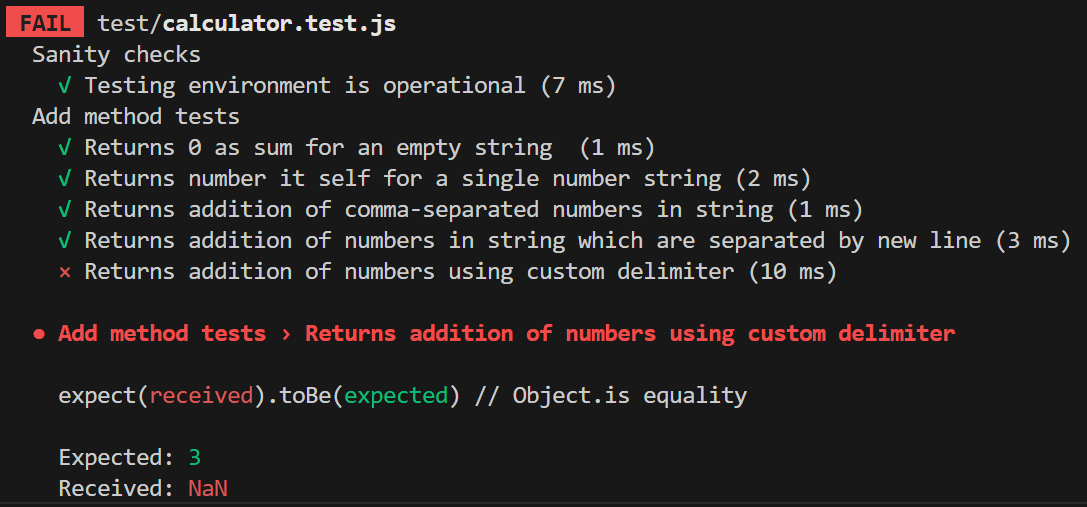 FAIL test/calculator.test.js
Sanity checks
√ Testing environment is operational (7 ms)
Add method tests
√ Returns 0 as sum for an empty string  (1 ms)
√ Returns number it self for a single number string (2 ms)
√ Returns addition of comma-separated numbers in string (1 ms)
√ Returns addition of numbers in string which are separated by new line (3 ms)
× Returns addition of numbers using custom delimiter (10 ms)
● Add method tests › Returns addition of numbers using custom delimiter
expect(received).toBe(expected) // Object.is equality
Expected: 3
Received: NaN